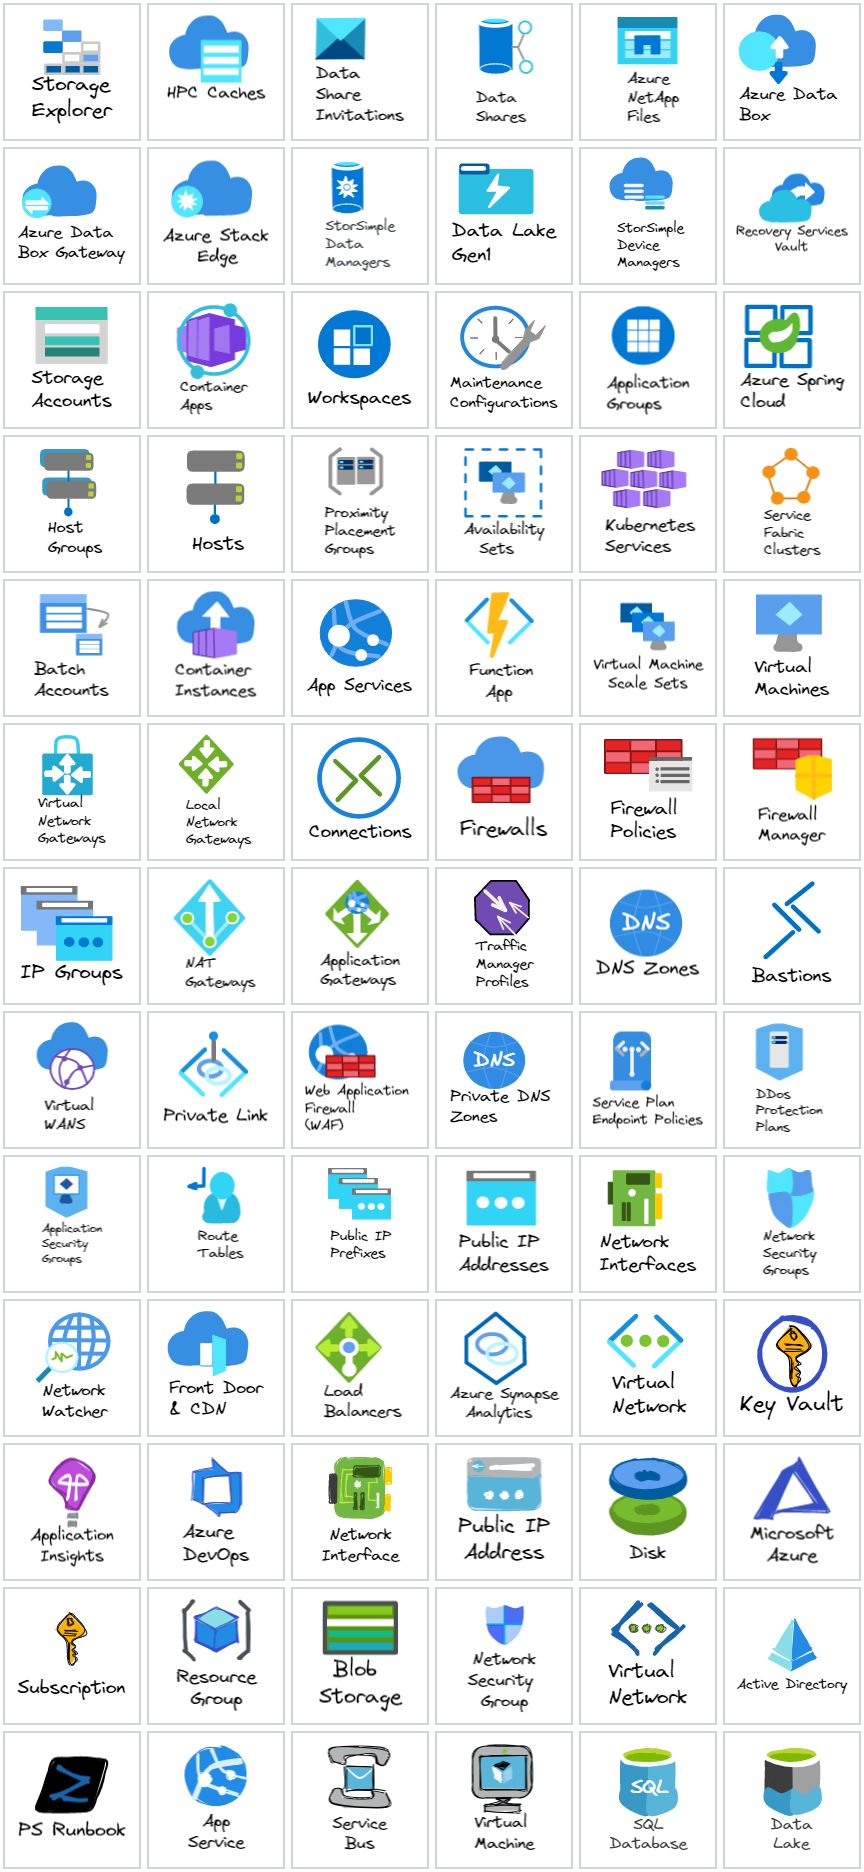 Storage
Explorer
HPC Caches
Data
Share
Invitations
Data
Shares
Azure
NetApp
Files
Azure Data
Box
Azure Data
Box Gateway
Azure Stack
Edge
StorSimple
Data
Managers
Data Lake
Gen1
StorSimple
Device
Managers
Recovery Services
Vault
Storage
Accounts
Container
Apps
Workspaces
Maintenance
Configurations
Application
Groups
Azure Spring
Cloud
Host
Groups
Hosts
Proximity
Placement
Groups
Availability
Sets
Kubernetes
Services
Service
Fabric
Clusters
Batch
Accounts
Container
Instances
App Services
Function
App
Virtual Machine
Scale Sets
Virtual
Machines
Virtual
Network
Gateways
Local
Network
Gateways
Connections
Firewalls
Firewall
Policies
Firewall
Manager
IP Groups
NAT
Gateways
Application
Gateways
Traffic
Manager
Profiles
DNS
DNS Zones
Bastions
Virtual
WANS
Private Link
Web Application
Firewall
(WAF)
DNS
Private DNS
Zones
Service Plan
Endpoint Policies
DDos
Protection
Plans
Application
Security
Groups
Route
Tables
Public IP
Prefixes
Public IP
Addresses
Network
Interfaces
Network
Security
Groups
Network
Watcher
Front Door
& CDN
Load
Balancers
Azure Synapse
Analytics
Virtual
Network
Key Vault
Application
Insights
Azure
DevOps
Network
Interface
Public IP
Address
Disk
Microsoft
Azure
Subscription
Resource
Group
Blob
Storage
Network
Security
Group
Virtual
Network
Active Directory
PS Runbook
App
Service
Service
Bus
Virtual
Machine
SQL
SQL
Database
Data
Lake